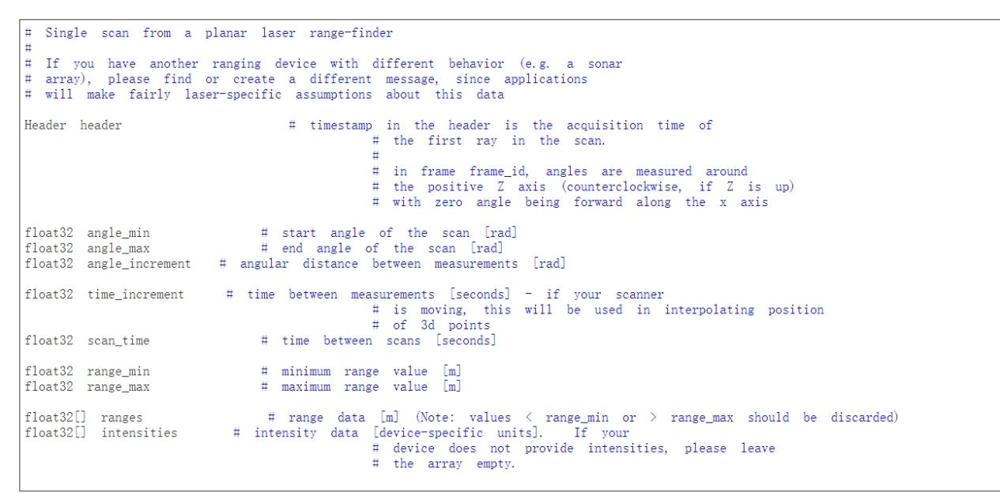 # Single scan from a planar laser range-finder
#
# If you have another ranging device with different behavior (e.g. a sonar
# array), please find or create a different message, since applications
# will make fairly laser-specific assumptions about this data
Header header # timestamp in the header is the acquisition time of
# the first ray in the scan.
#
# in frame frame_id, angles are measured around
# the positive Z axis (counterclockwise, if Z is up)
# with zero angle being forward along the x axis
float32 angle_min # start angle of the scan [rad]
float32 angle_max # end angle of the scan [rad]
float32 angle_increment # angular distance between measurements [rad]
float32 time_increment # time between measurements [seconds] - if your scanner
# is moving, this will be used in interpolating position
# of 3d points
float32 scan_time # time between scans [seconds]
float32 range_min # minimum range value [m]
float32 range_max # maximum range value [m]
float32[] ranges # range data [m] (Note: values < range_min or > range_max should be discarded)
float32[] intensities # intensity data [device-specific units]. If your
# device does not provide intensities, please leave
# the array empty.